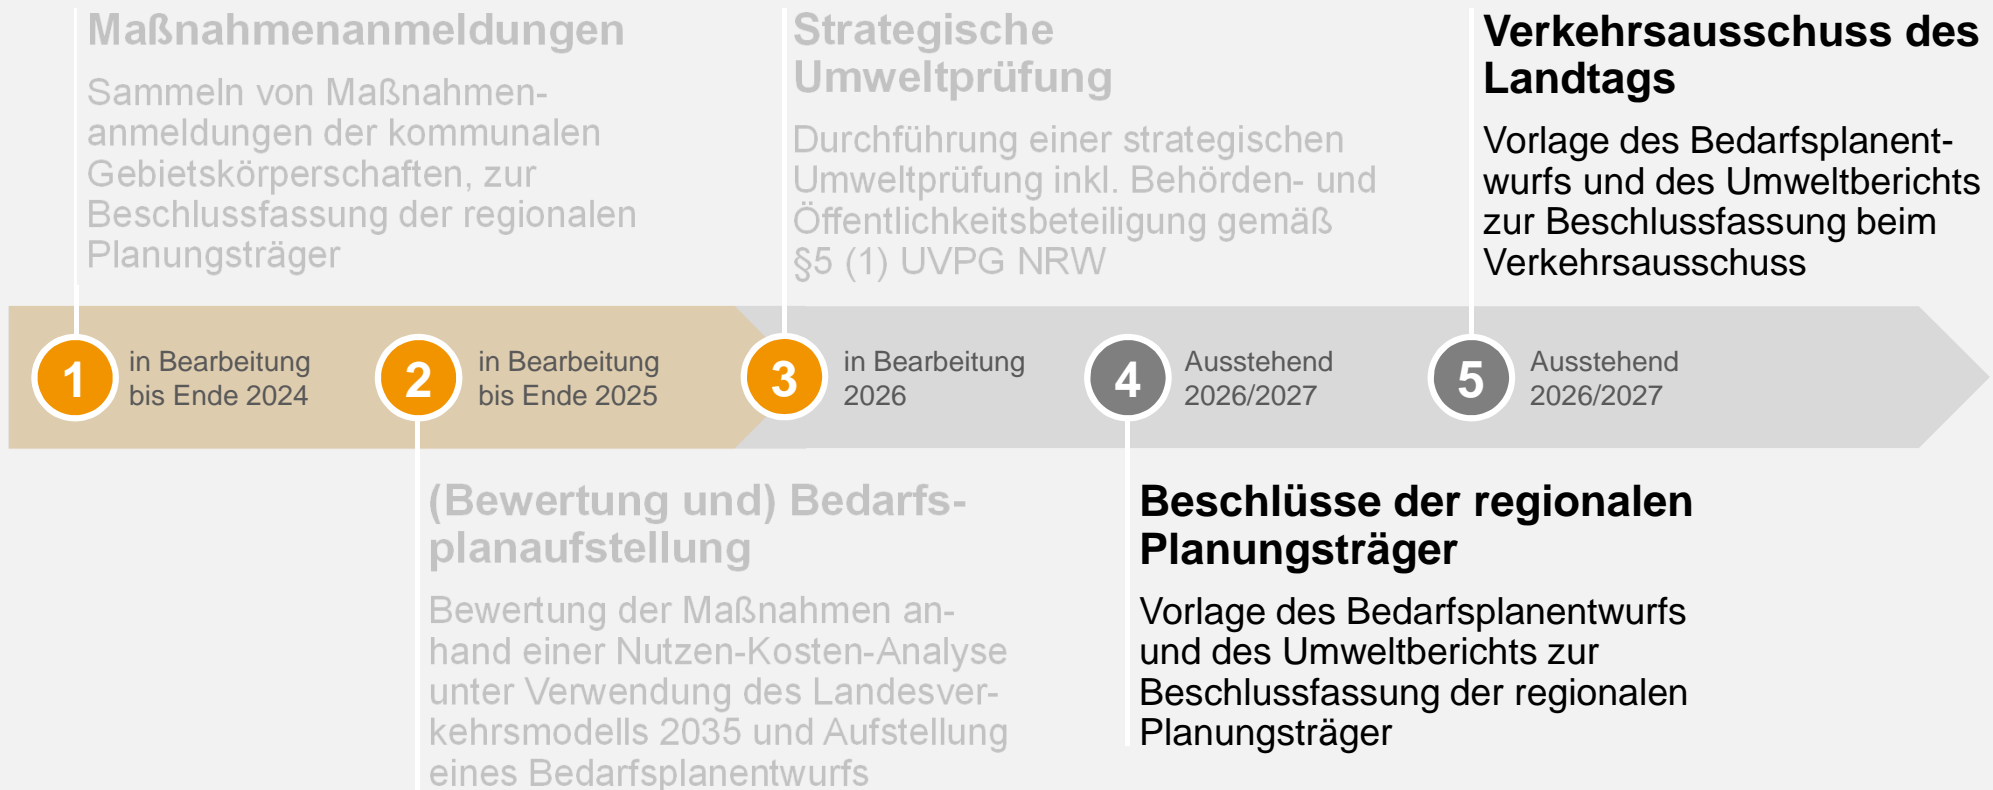 Maßnahmenanmeldungen
Sammeln von Maßnahmen-
anmeldungen der kommunalen
Gebietskörperschaften, zur
Beschlussfassung der regionalen
Planungsträger
Strategische
Umweltprüfung
Durchführung einer strategischen
Umweltprüfung inkl. Behörden- und
Öffentlichkeitsbeteiligung gemäß
§5 (1) UVPG NRW
Verkehrsausschuss des
Landtags
Vorlage des Bedarfsplanent-
wurfs und des Umweltberichts
zur Beschlussfassung beim
Verkehrsausschuss
1
in Bearbeitung
bis Ende 2024
2
in Bearbeitung
bis Ende 2025
3
in Bearbeitung
2026
4
Ausstehend
2026/2027
5
Ausstehend
2026/2027
(Bewertung und) Bedarfs-
planaufstellung
Bewertung der Maßnahmen an-
hand einer Nutzen-Kosten-Analyse
unter Verwendung des Landesver-
kehrsmodells 2035 und Aufstellung
eines Bedarfsplanentwurfs
Beschlüsse der regionalen
Planungsträger
Vorlage des Bedarfsplanentwurfs
und des Umweltberichts zur
Beschlussfassung der regionalen
Planungsträger